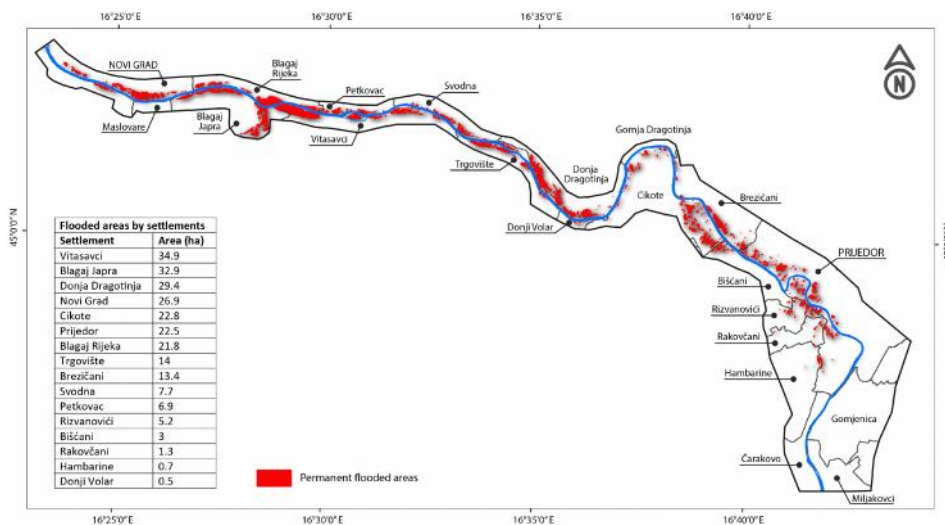 16°25'0"E 16°30'0"E 16°35'0"E 16°40'0"E
NOVI GRAD
Blagaj
Rijeka
Petkovac
Svodna
Maslovare
Blagaj
Japra
Vitasavci
Trgovište
Donja
Dragotinja
Gornja Dragotinja
Cikote
Donji Volar
Brezičani
PRIJEDOR
Bišćani
Rizvanovići
Rakovčani
Hambarine
Gomjenica
Čarakovo
Miljakovci
N
45°0'0"N
Flooded areas by settlements
Settlement Area (ha)
Vitasavci 34.9
Blagaj Japra 32.9
Donja Dragotinja 29.4
Novi Grad 26.9
Cikote 22.8
Prijedor 22.5
Blagaj Rijeka 21.8
Trgovište 14
Brezičani 13.4
Svodna 7.7
Petkovac 6.9
Rizvanovići 5.2
Bišćani 3
Rakovčani 1.3
Hambarine 0.7
Donji Volar 0.5
Permanent flooded areas
16°25'0"E 16°30'0"E 16°35'0"E 16°40'0"E